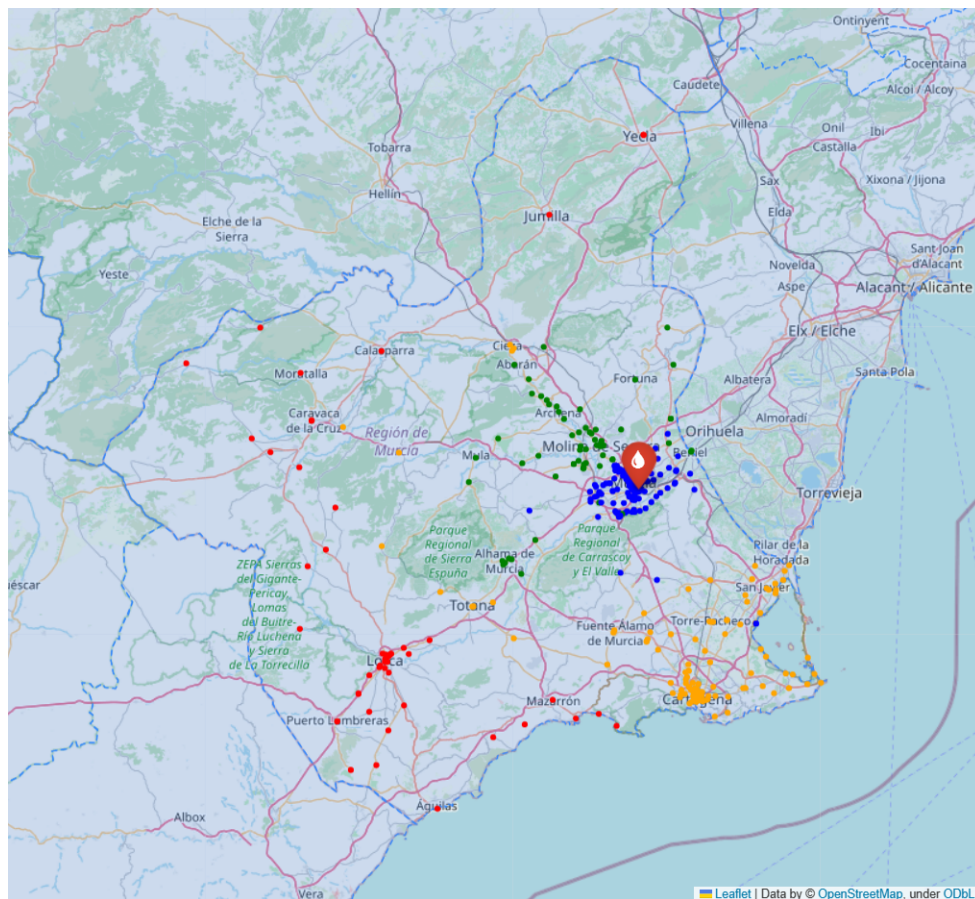 Ontinyent
Cocentaina
Caudete
Alcoi / Alcoy
Villena
Onil
Ibi
Castalla
Yecla
Tobarra
Sax
Xixona / Jijona
Hellín
Elda
Jumilla
Elche de la
Sierra
Sant-Joan
d'Alacant
Novelda
Yeste
Aspe
Alacant / Alicante
Elx / Elche
Calasparra
Abarán
Santa Pola
Moratalla
Fortuna
Albatera
Caravaca
de la Cruz
Archena
Almoradí
Región de
Murcia
Orihuela
Mula
Beniel
Torrevieja
Parque
Regional
de Sierra
Espuña
Parque
Regional
de Carrascoy
y El Valle
Pilar de la
Horadada
Alhama de
Murcia
ZEPA Sierras
del Gigante-
Pericay,
Lomas
del Buitre-
Río Luchena
y Sierra
de La Torrecilla
San Javier
Totana
Fuente Álamo
de Murcia
Torre-Pacheco
Lorca
Mazarrón
Cartagena
Puerto Lumbreras
Águilas
Albox
Vera
Leaflet | Data by © OpenStreetMap, under ODbL